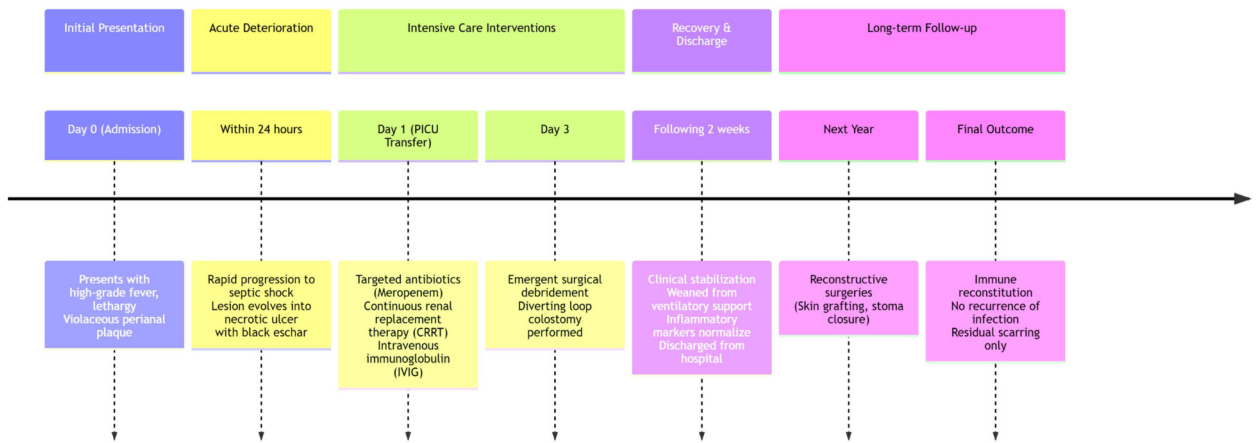 Initial Presentation
Acute Deterioration
Intensive Care Interventions
Recovery &
Discharge
Long-term Follow-up
Day 0 (Admission)
Within 24 hours
Day 1 (PICU
Transfer)
Day 3
Following 2 weeks
Next Year
Final Outcome
Presents with
high-grade fever,
lethargy
Violaceous perianal
plaque
Rapid progression to
septic shock
Lesion evolves into
necrotic ulcer
with black eschar
Targeted antibiotics
(Meropenem)
Continuous renal
replacement
therapy (CRRT)
Intravenous
immunoglobulin
(IVIG)
Emergent surgical
debridement
Diverting loop
colostomy
performed
Clinical stabilization
Weaned from
ventilatory support
Inflammatory
markers normalize
Discharged from
hospital
Reconstructive
surgeries
(Skin grafting, stoma
closure)
Immune
reconstitution
No recurrence of
infection
Residual scarring
only